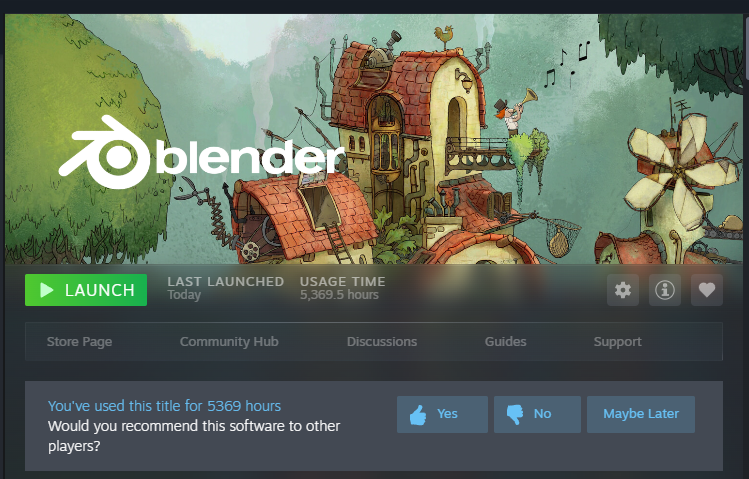 blender
LAUNCH
LAST LAUNCHED
Today
USAGE TIME
5,369.5 hours
Store Page
Community Hub
Discussions
Guides
Support
You've used this title for 5369 hours
Would you recommend this software to other
players?
Yes
No
Maybe Later